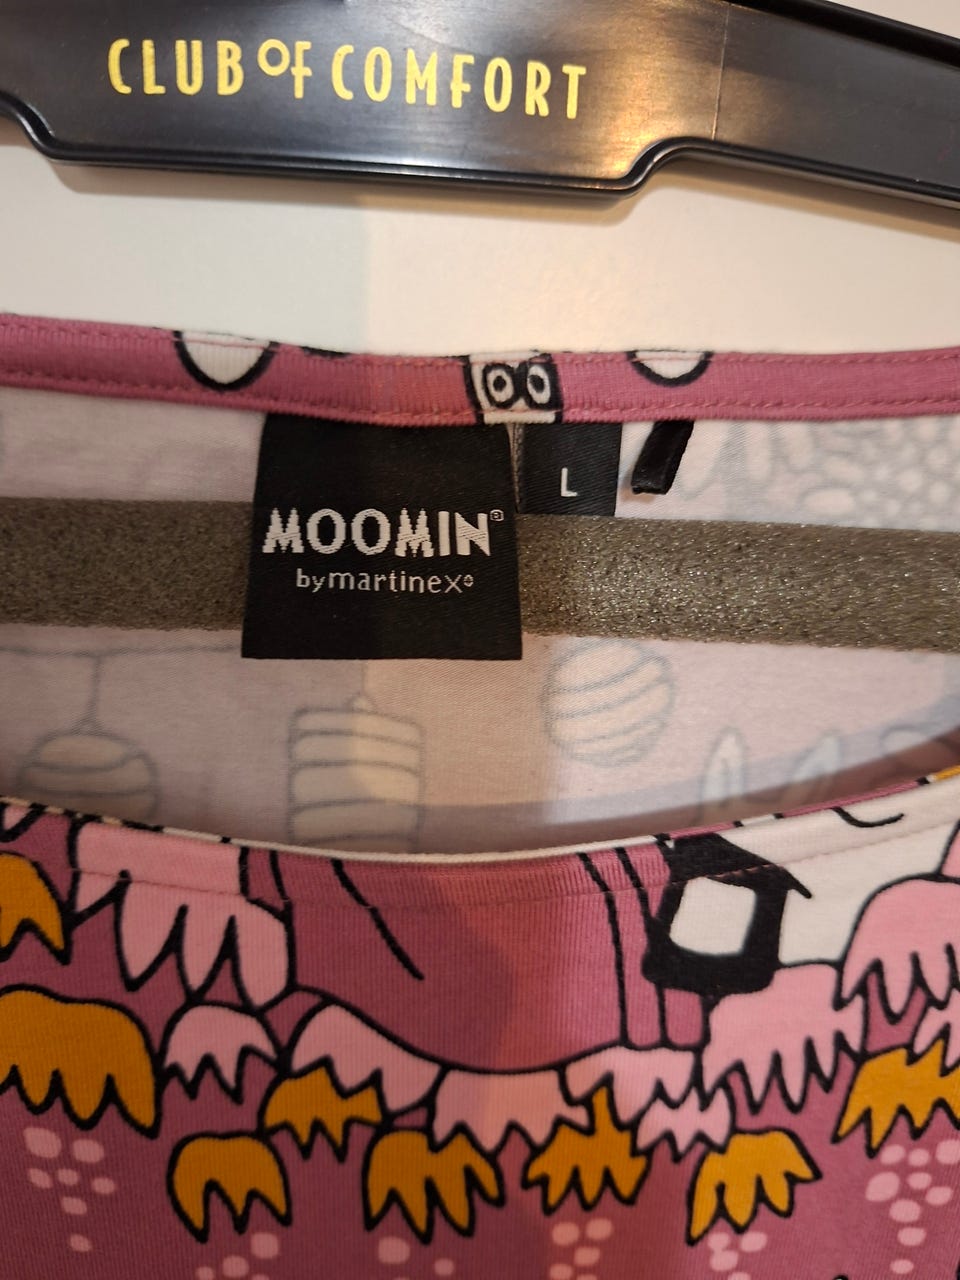 CLUB OF COMFORT
MOOMIN®
by martinex
L